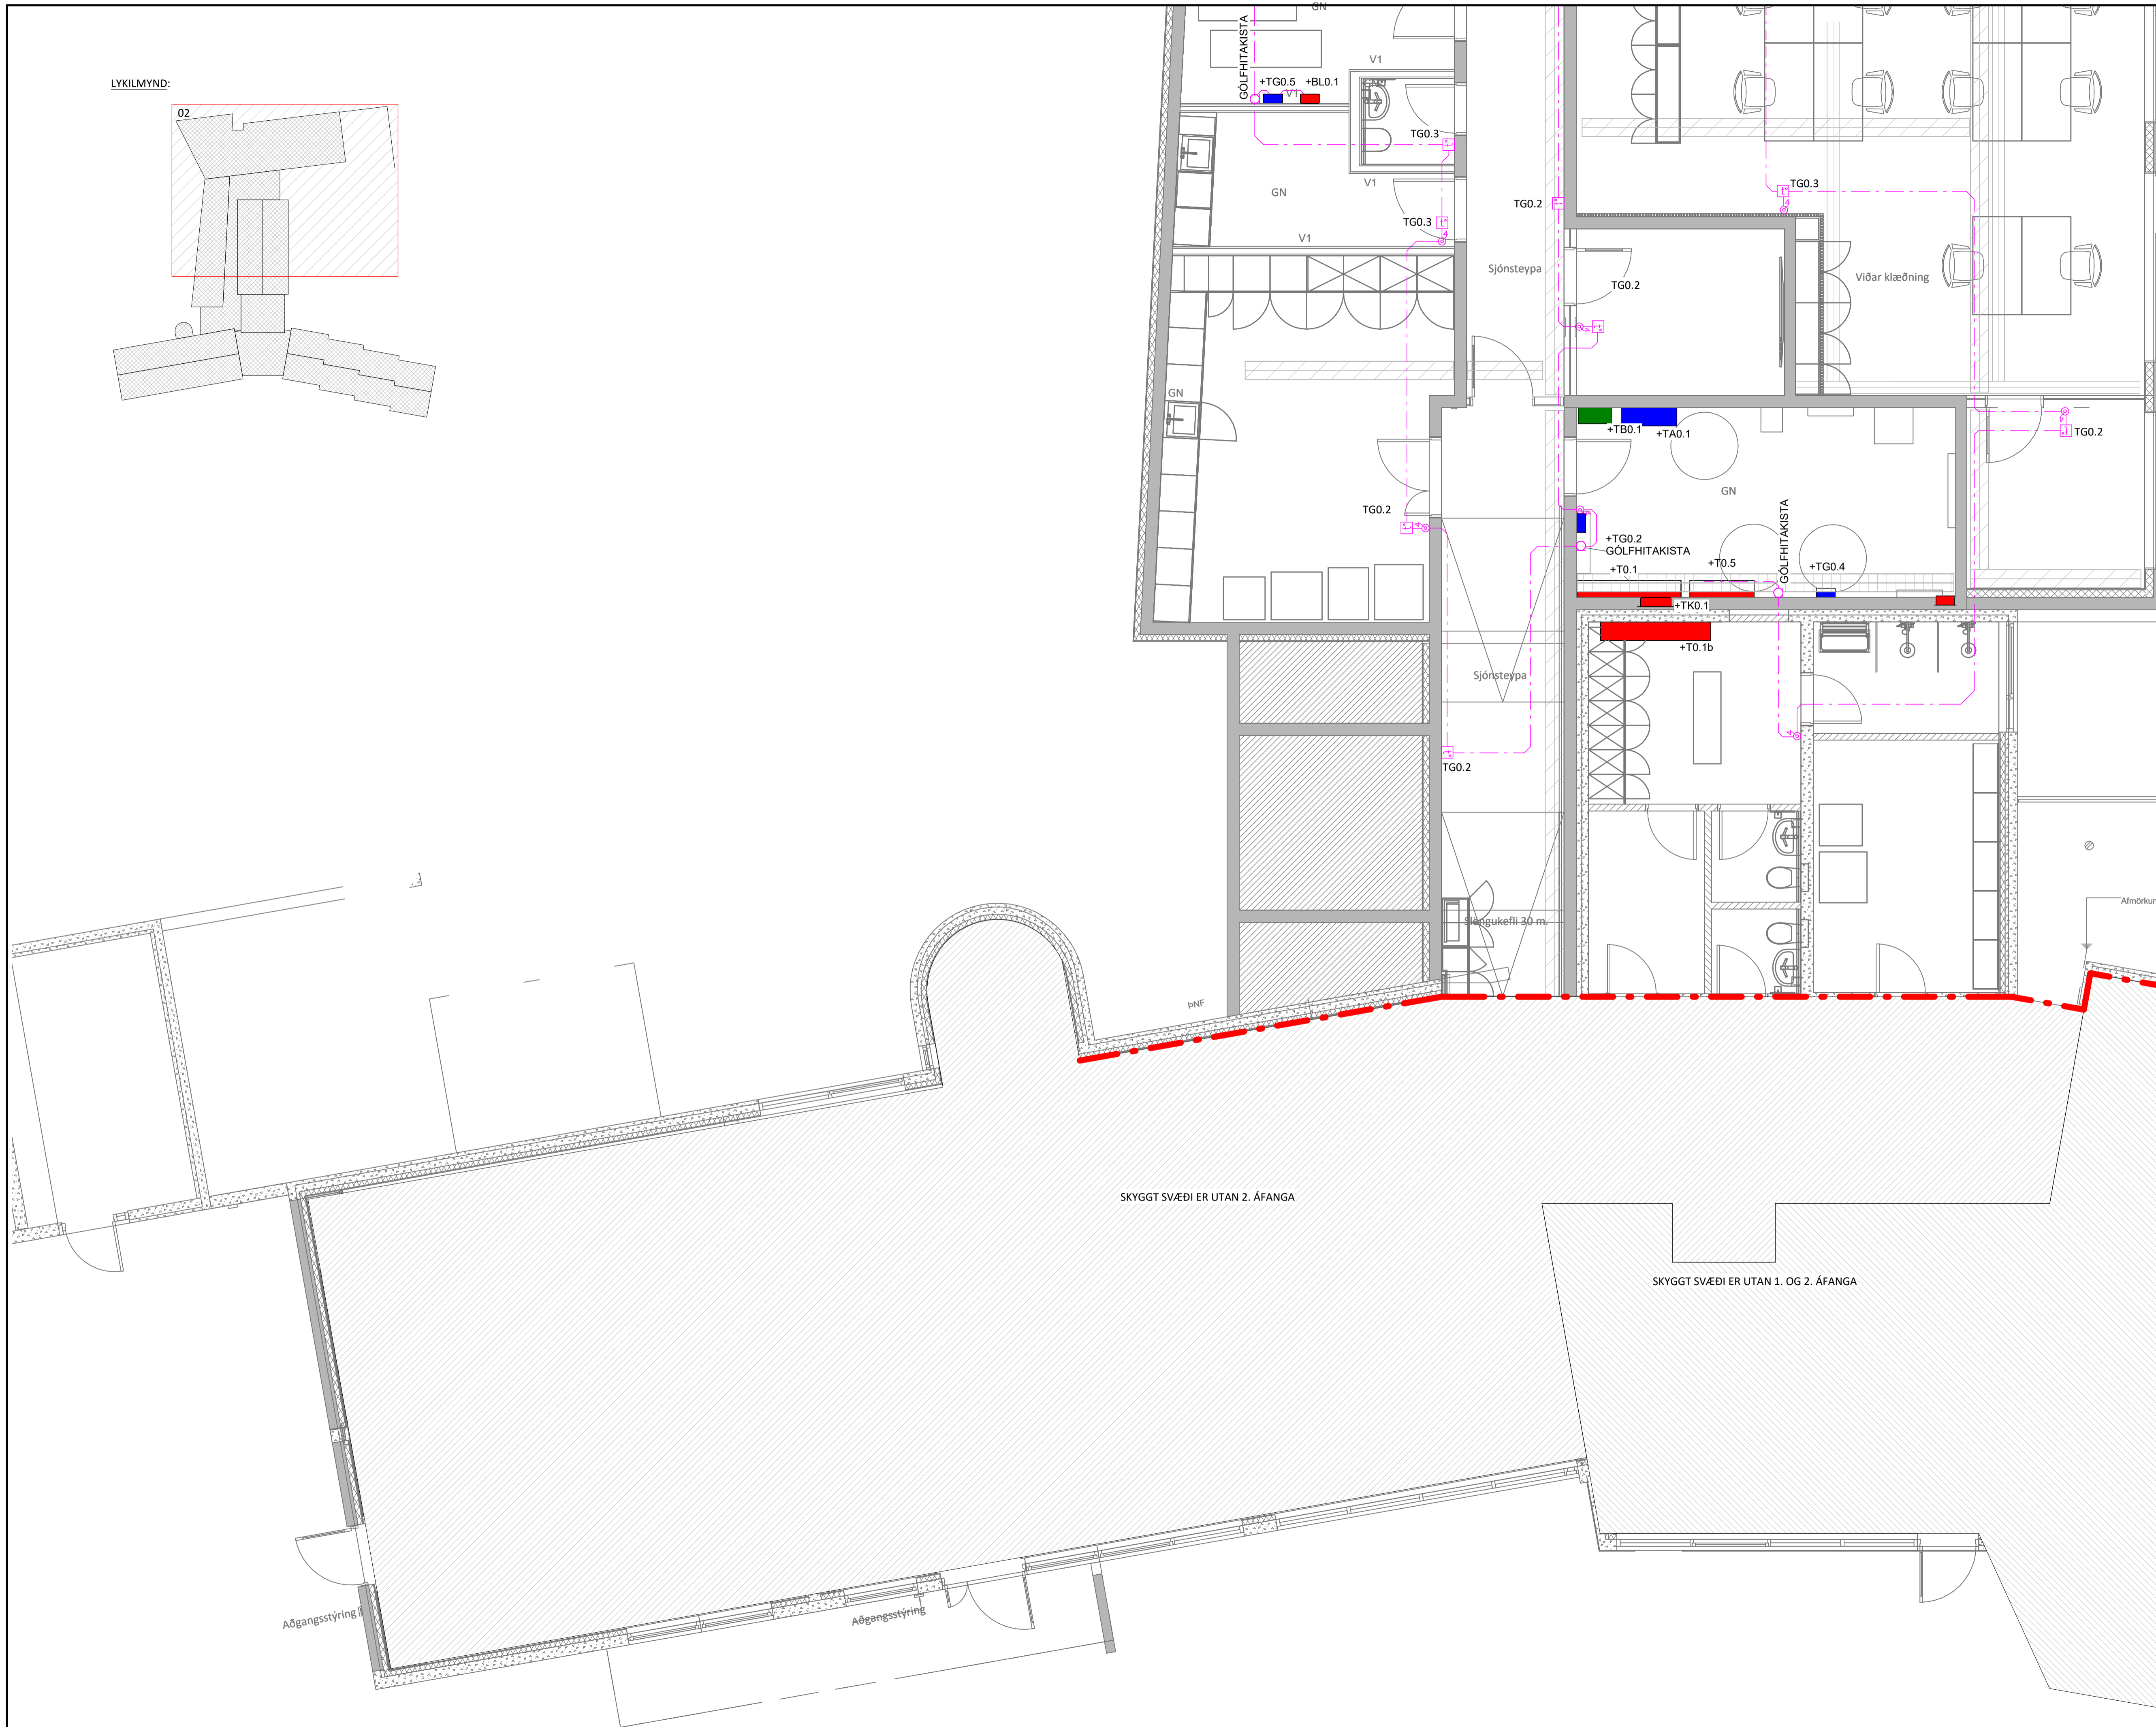 LYKILMYND:
02
GN
GÓLFHITAKISTA
+TG0.5
+BL0.1
V1
V1
TG0.3
V1
GN
TG0.3
V1
TG0.2
TG0.3
Sjónsteypa
TG0.2
Viðar klæðning
GN
+TB0.1
+TA0.1
TG0.2
GN
TG0.2
GÓLFHITAKISTA
+TG0.2
GÓLFHITAKISTA
+T0.1
+T0.5
+TG0.4
+TK0.1
+T0.1b
Sjónsteypa
TG0.2
Slöngukefli 30 m.
Afmörkun
ÞNF
SKYGGT SVÆÐI ER UTAN 2. ÁFANGA
SKYGGT SVÆÐI ER UTAN 1. OG 2. ÁFANGA
Aðgangsstýring
Aðgangsstýring